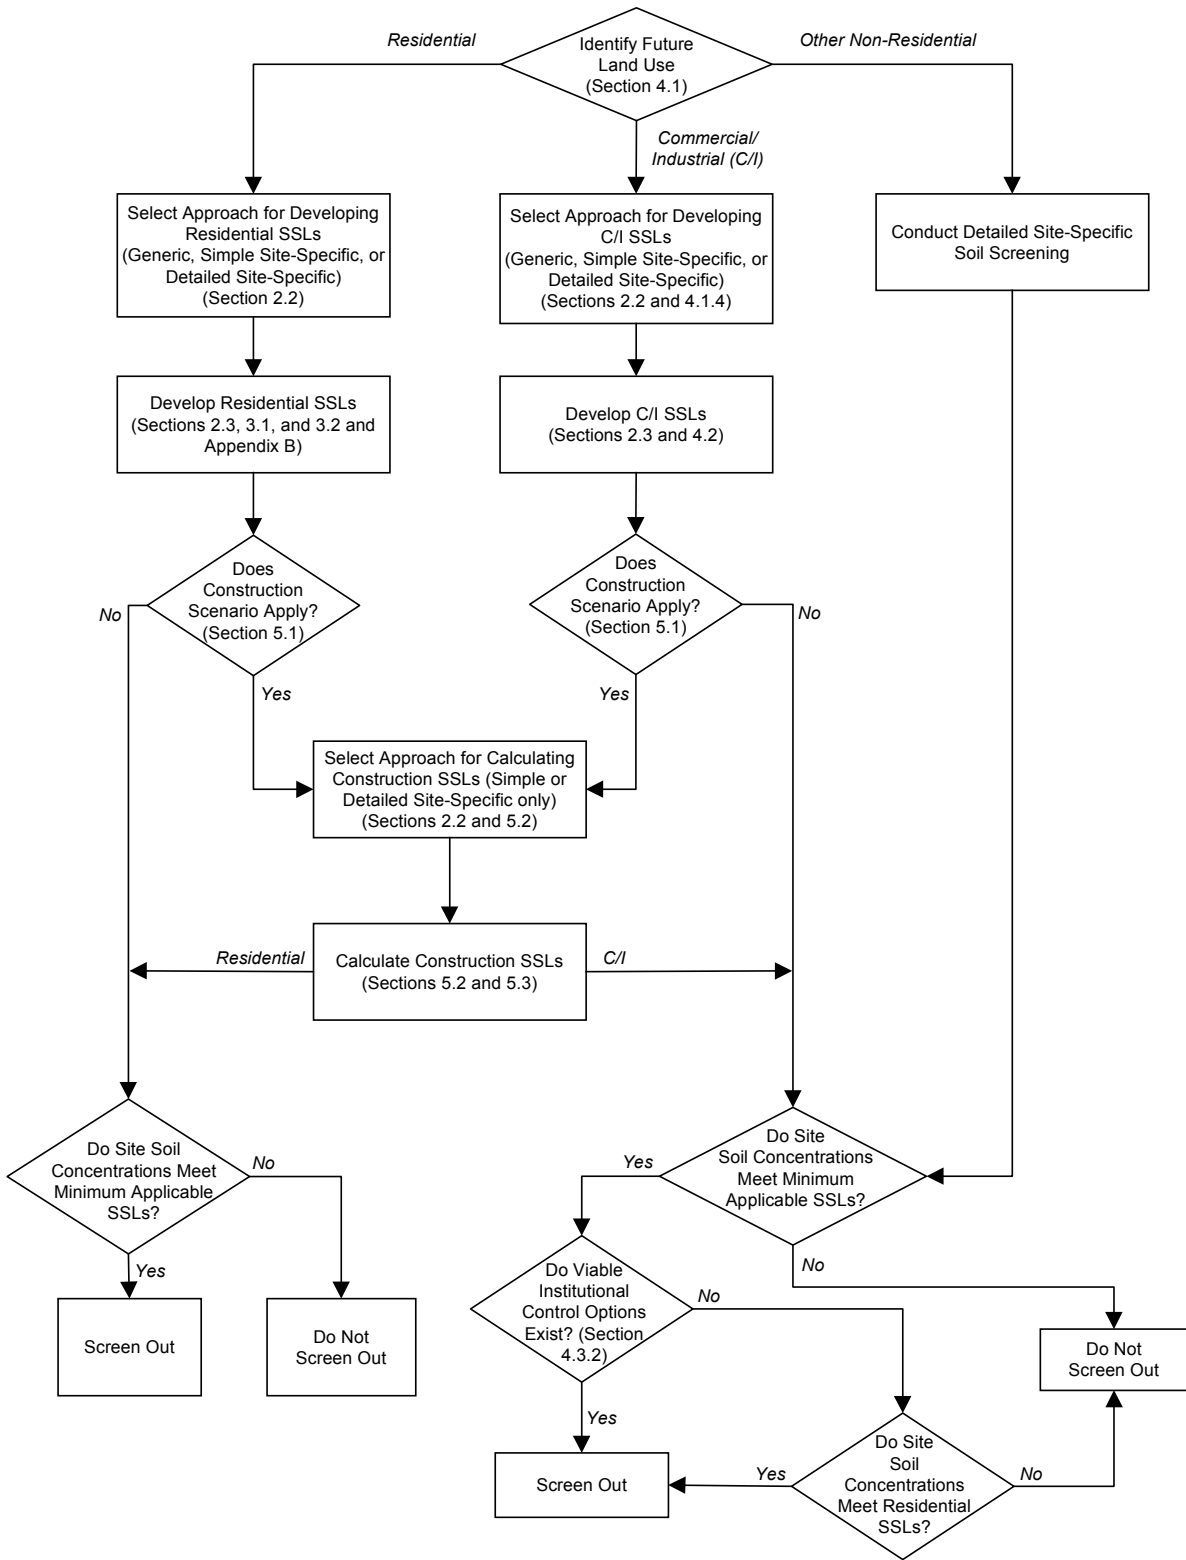 Residential
Identify Future
Land Use
(Section 4.1)
Other Non-Residential
Commercial/
Industrial (C/I)
Select Approach for Developing
Residential SSLs
(Generic, Simple Site-Specific, or
Detailed Site-Specific)
(Section 2.2)
Select Approach for Developing
C/I SSLs
(Generic, Simple Site-Specific, or
Detailed Site-Specific)
(Sections 2.2 and 4.1.4)
Conduct Detailed Site-Specific
Soil Screening
Develop Residential SSLs
(Sections 2.3, 3.1, and 3.2 and
Appendix B)
Develop C/I SSLs
(Sections 2.3 and 4.2)
Does
Construction
Scenario Apply?
(Section 5.1)
No
Yes
Does
Construction
Scenario Apply?
(Section 5.1)
No
Yes
Select Approach for Calculating
Construction SSLs (Simple or
Detailed Site-Specific only)
(Sections 2.2 and 5.2)
Residential
Calculate Construction SSLs
(Sections 5.2 and 5.3)
C/I
Do Site Soil
Concentrations Meet
Minimum Applicable
SSLs?
No
Yes
Screen Out
Do Not
Screen Out
Do Site
Soil Concentrations
Meet Minimum
Applicable SSLs?
Yes
No
Do Viable
Institutional
Control Options
Exist? (Section
4.3.2)
No
Yes
Do Not
Screen Out
Screen Out
Do Site
Soil
Concentrations
Meet Residential
SSLs?
Yes
No